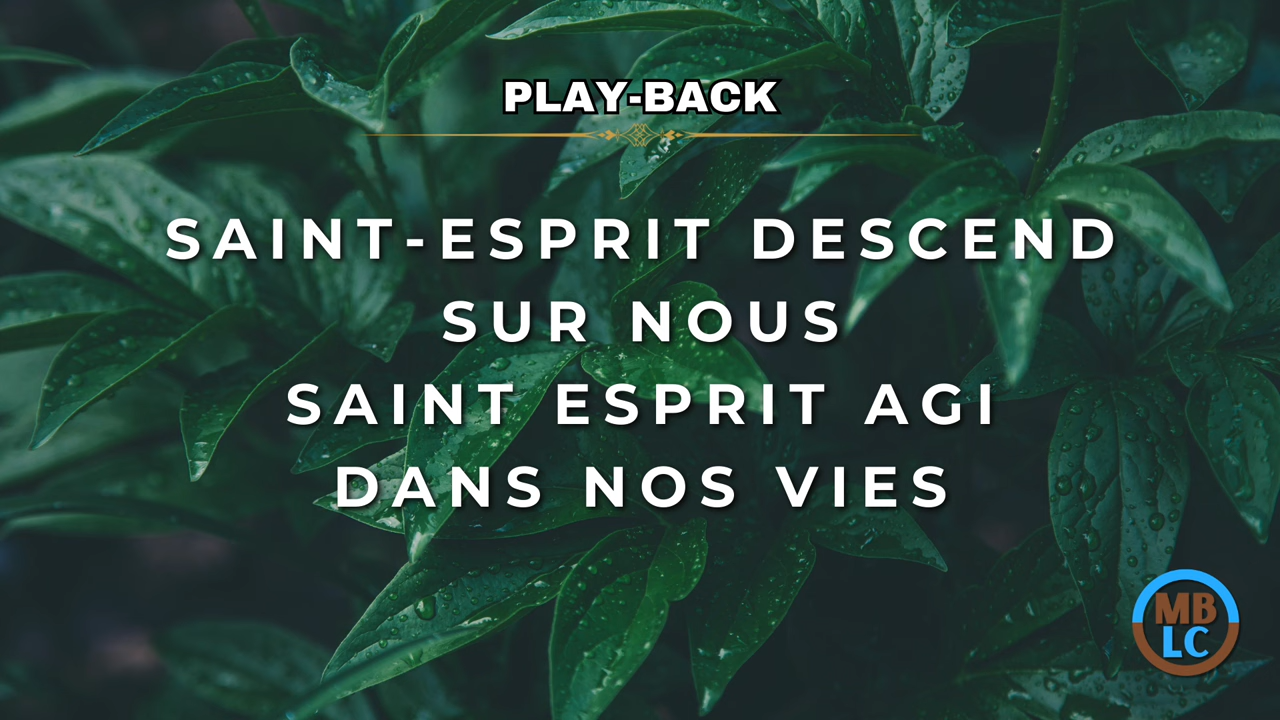 PLAY-BACK
SAINT-ESPRIT DESCEND
SUR NOUS
SAINT ESPRIT AGI
DANS NOS VIES
MB
LC